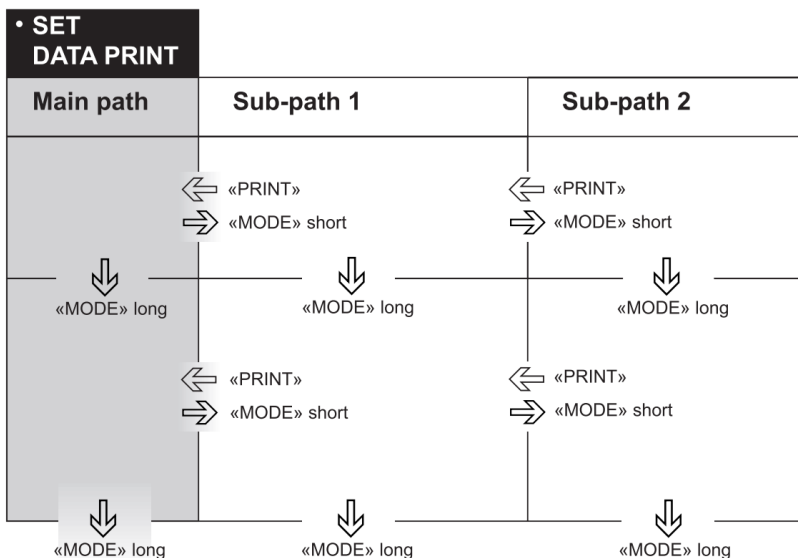 • SET
DATA PRINT
Main path Sub-path 1 Sub-path 2
«PRINT» «PRINT»
«MODE» short «MODE» short
«MODE» long «MODE» long «MODE» long
«PRINT» «PRINT»
«MODE» short «MODE» short
«MODE» long «MODE» long «MODE» long